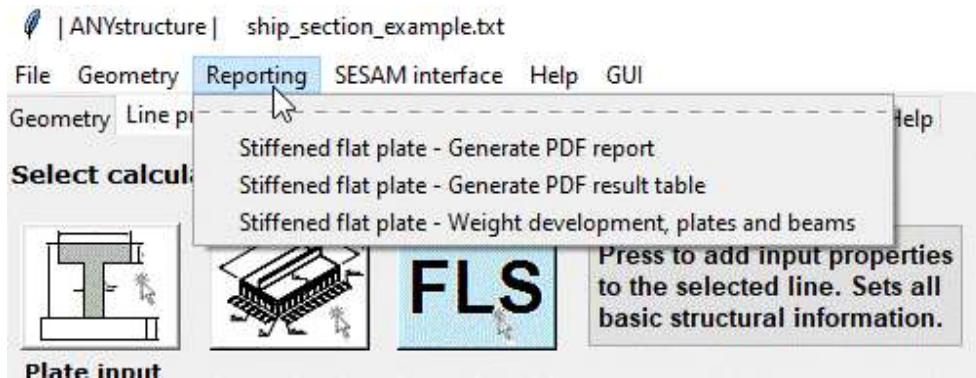 | ANYstructure | ship_section_example.txt
File Geometry Reporting SESAM interface Help GUI
Geometry Line Help
Stiffened flat plate - Generate PDF report
Select
Stiffened flat plate - Generate PDF result table
Stiffened flat plate - Weight development, plates and beams
FLS
Press to add input properties
to the selected line. Sets all
basic structural information.
Plate input